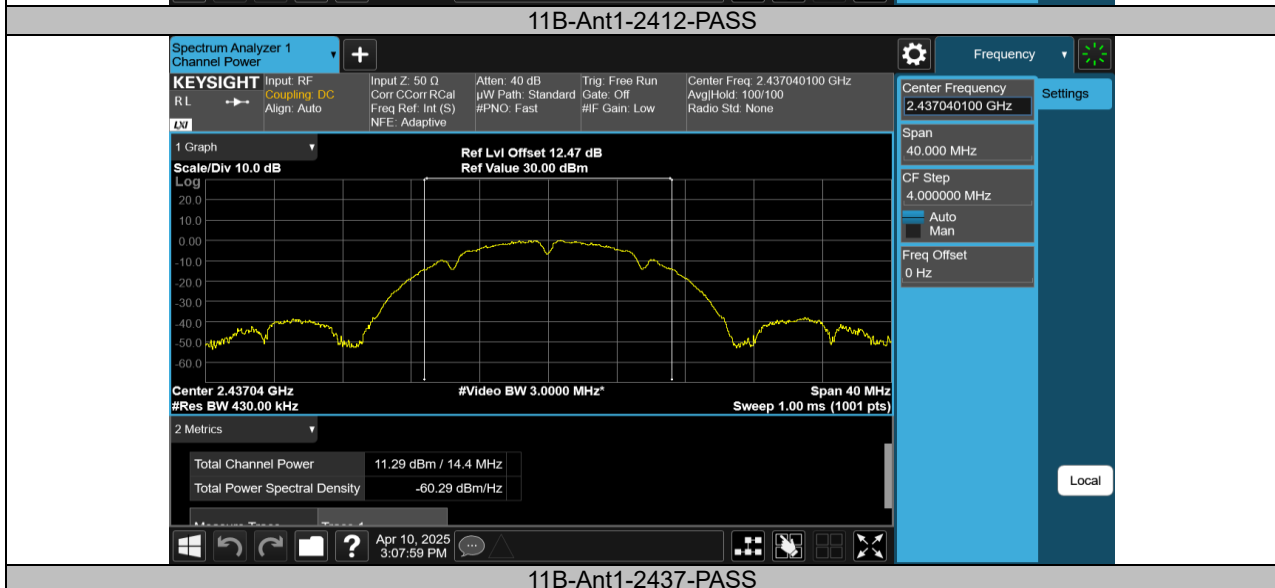 11B-Ant1-2412-PASS
Spectrum Analyzer 1
Channel Power
Frequency
KEYSIGHT
R L
LXI
Input: RF
Coupling: DC
Align: Auto
Input Z: 50 Ω
Corr CCorr RCal
Freq Ref: Int (S)
NFE: Adaptive
Atten: 40 dB
µW Path: Standard
#PNO: Fast
Trig: Free Run
Gate: Off
#IF Gain: Low
Center Freq: 2.437040100 GHz
Avg|Hold: 100/100
Radio Std: None
Center Frequency
2.437040100 GHz
Settings
Span
40.000 MHz
CF Step
4.000000 MHz
Auto
Man
Freq Offset
0 Hz
1 Graph
Scale/Div 10.0 dB
Ref Lvl Offset 12.47 dB
Ref Value 30.00 dBm
Log
20.0
10.0
0.00
-10.0
-20.0
-30.0
-40.0
-50.0
-60.0
Center 2.43704 GHz
#Video BW 3.0000 MHz*
Span 40 MHz
#Res BW 430.00 kHz
Sweep 1.00 ms (1001 pts)
2 Metrics
Total Channel Power 11.29 dBm / 14.4 MHz
Total Power Spectral Density -60.29 dBm/Hz
Local
?
Apr 10, 2025
3:07:59 PM
11B-Ant1-2437-PASS